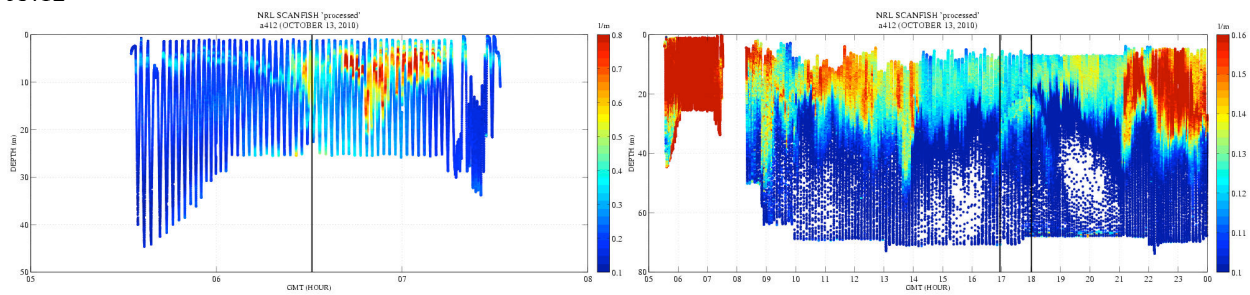 NRL SCANFISH 'processed'
a412 (OCTOBER 13, 2010)
1/m
0
10
20
30
40
50
DEPTH (m)
05 06 07 08
GMT (HOUR)
0.8
0.7
0.6
0.5
0.4
0.3
0.2
0.1
NRL SCANFISH 'processed'
a412 (OCTOBER 13, 2010)
1/m
0
20
40
60
80
DEPTH (m)
05 06 07 08 09 10 11 12 13 14 15 16 17 18 19 20 21 22 23 00
GMT (HOUR)
0.16
0.15
0.14
0.13
0.12
0.11
0.1